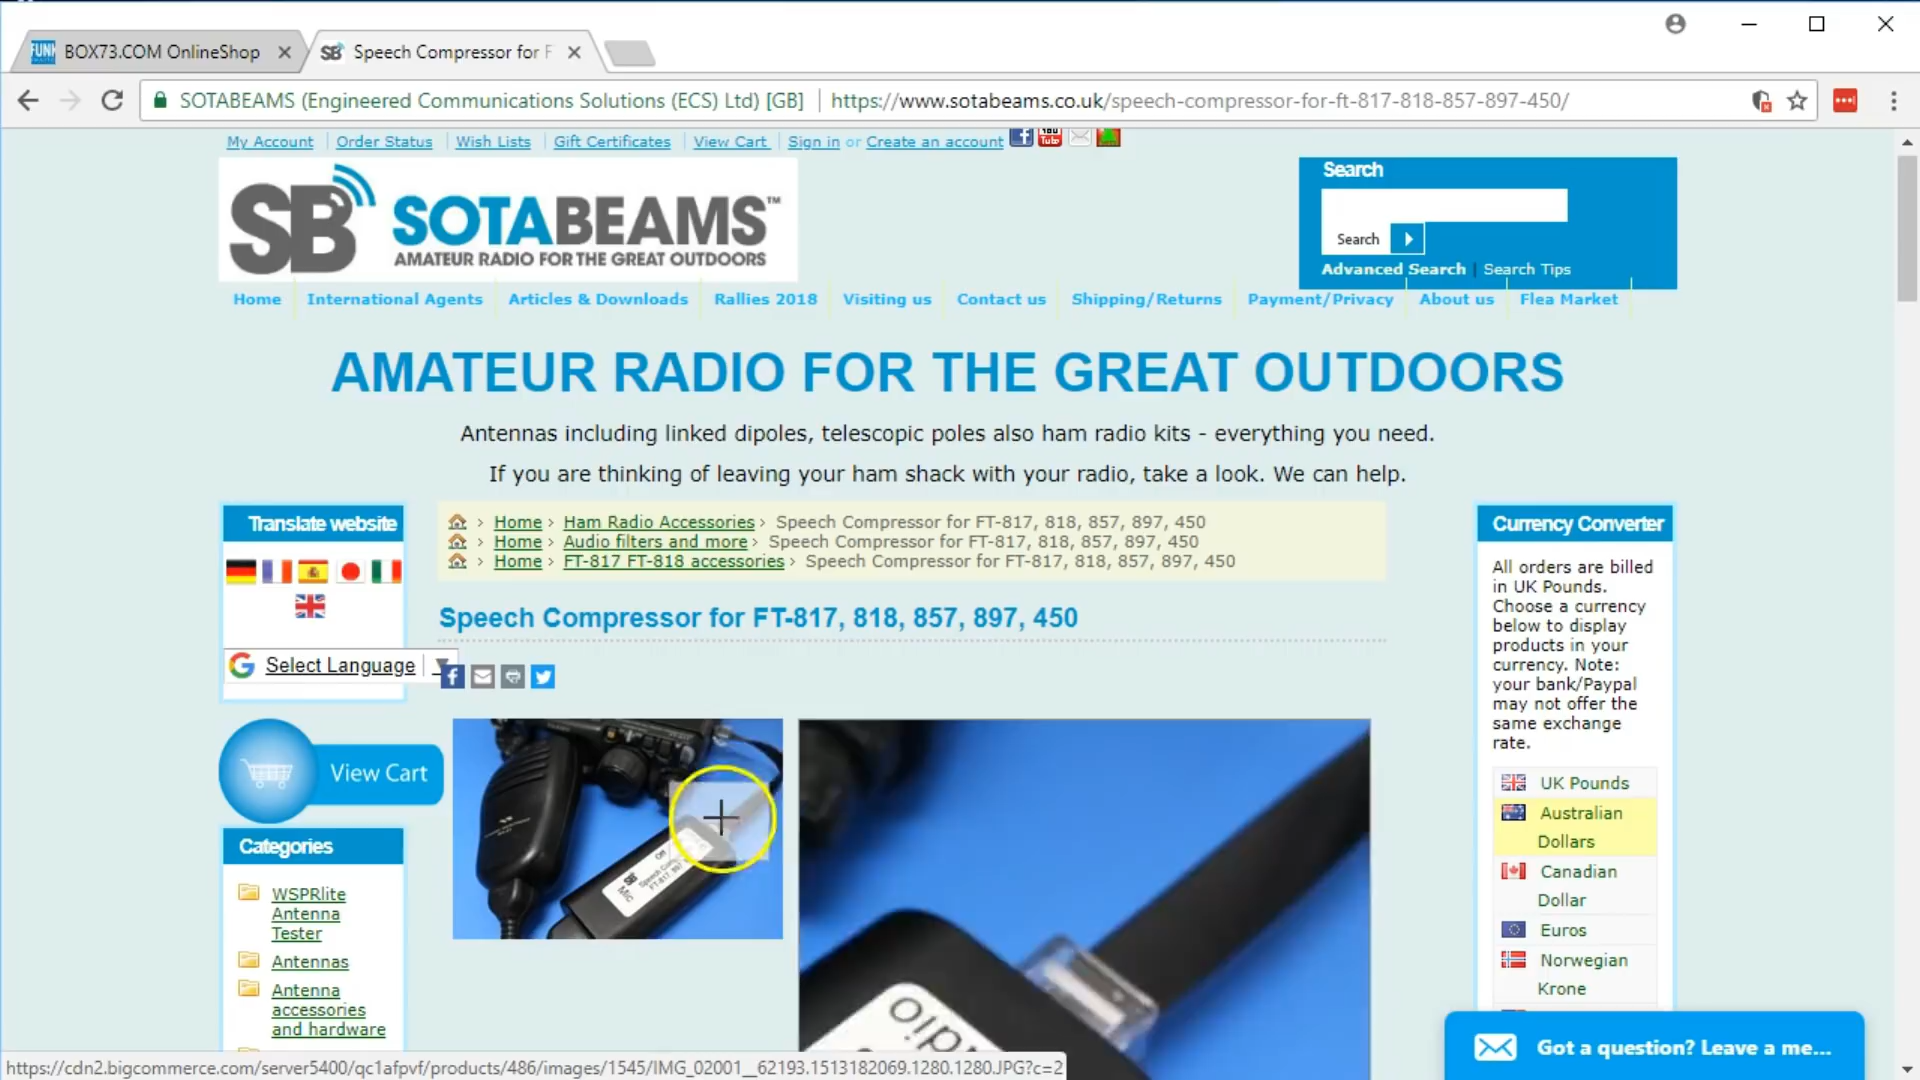 BOX73.COM OnlineShop
Speech Compressor for F
SOTABEAMS (Engineered Communications Solutions (ECS) Ltd) [GB]
https://www.sotabeams.co.uk/speech-compressor-for-ft-817-818-857-897-450/
My Account
Order Status
Wish Lists
Gift Certificates
View Cart
Sign in or Create an account
SB
SOTABEAMS™
AMATEUR RADIO FOR THE GREAT OUTDOORS
Search
Search
Advanced Search | Search Tips
Home
International Agents
Articles & Downloads
Rallies 2018
Visiting us
Contact us
Shipping/Returns
Payment/Privacy
About us
Flea Market
AMATEUR RADIO FOR THE GREAT OUTDOORS
Antennas including linked dipoles, telescopic poles also ham radio kits - everything you need.
If you are thinking of leaving your ham shack with your radio, take a look. We can help.
Translate website
Select Language
View Cart
Categories
WSPRlite
Antenna
Tester
Antennas
Antenna
accessories
and hardware
› Home › Ham Radio Accessories › Speech Compressor for FT-817, 818, 857, 897, 450
› Home › Audio filters and more › Speech Compressor for FT-817, 818, 857, 897, 450
› Home › FT-817 FT-818 accessories › Speech Compressor for FT-817, 818, 857, 897, 450
Speech Compressor for FT-817, 818, 857, 897, 450
SB
Mic
Off
dio
Currency Converter
All orders are billed
in UK Pounds.
Choose a currency
below to display
products in your
currency. Note:
your bank/Paypal
may not offer the
same exchange
rate.
UK Pounds
Australian
Dollars
Canadian
Dollar
Euros
Norwegian
Krone
Got a question? Leave a me...
https://cdn2.bigcommerce.com/server5400/qc1afpvf/products/486/images/1545/IMG_02001__62193.1513182069.1280.1280.JPG?c=2